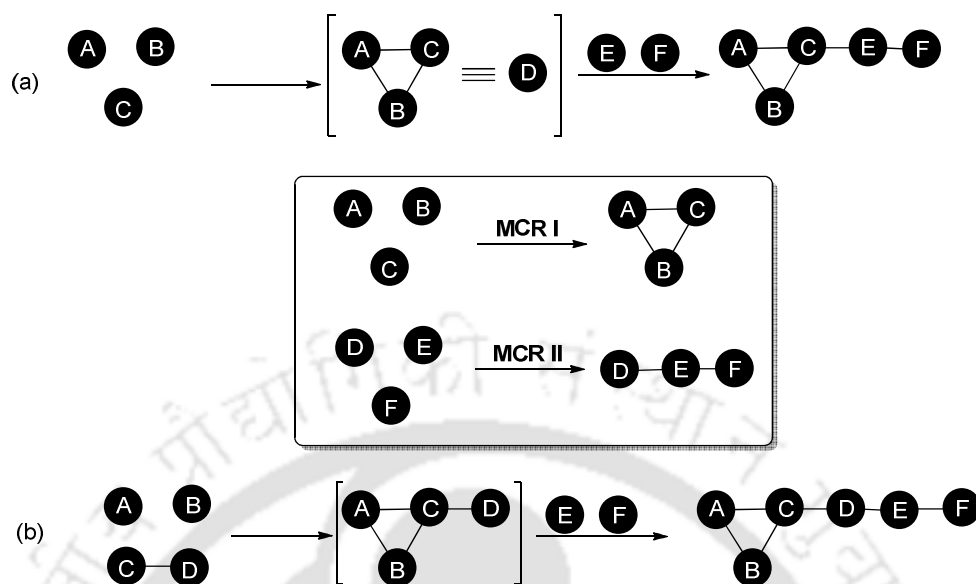 A B A C D E F A C E F
(a)
C B B
A B A C
MCR I
C B
D E
MCR II
D E F
F
A B A C D E F A C D E F
(b)
C D B B